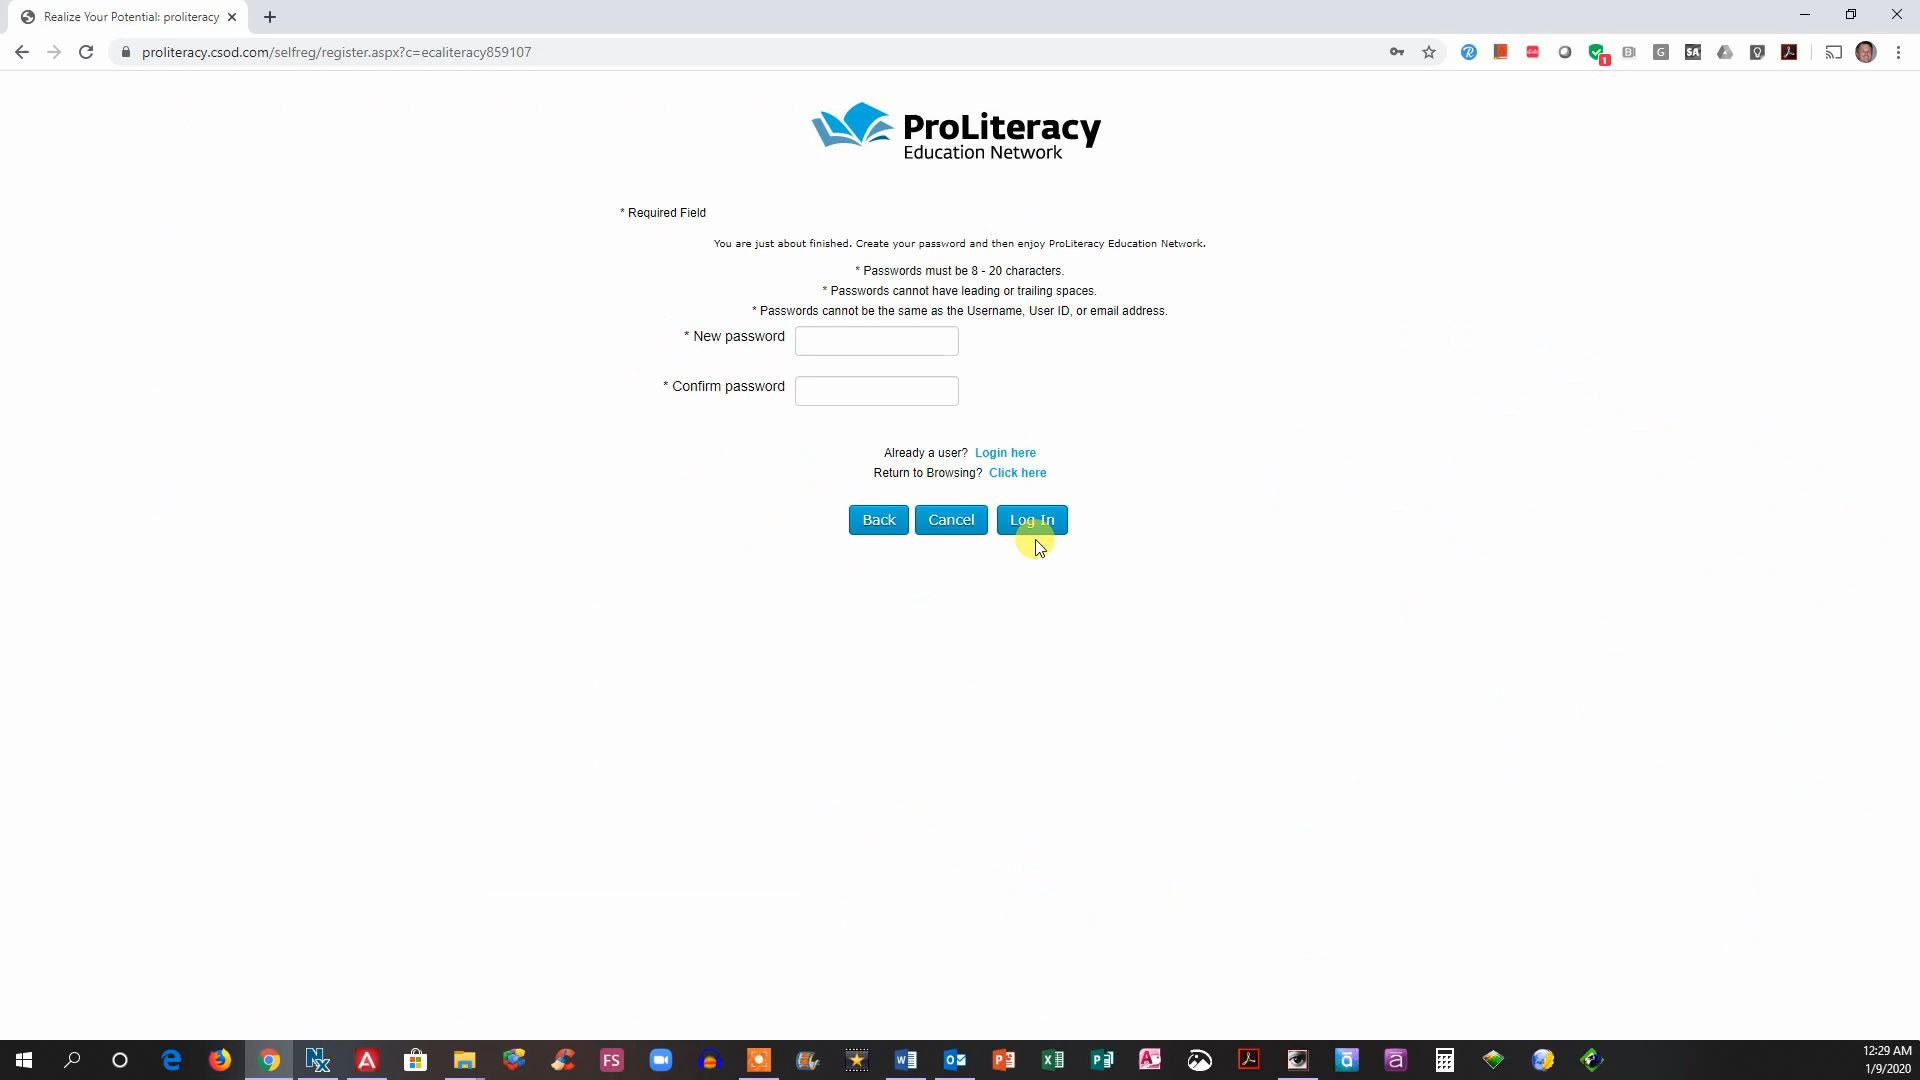 Realize Your Potential: proliteracy
proliteracy.csod.com/selfreg/register.aspx?c=ecaliteracy859107
1
ProLiteracy
Education Network
* Required Field
You are just about finished. Create your password and then enjoy ProLiteracy Education Network.
* Passwords must be 8 - 20 characters.
* Passwords cannot have leading or trailing spaces.
* Passwords cannot be the same as the Username, User ID, or email address.
* New password
* Confirm password
Already a user? Login here
Return to Browsing? Click here
Back Cancel Log In
FS
12:29 AM
1/9/2020